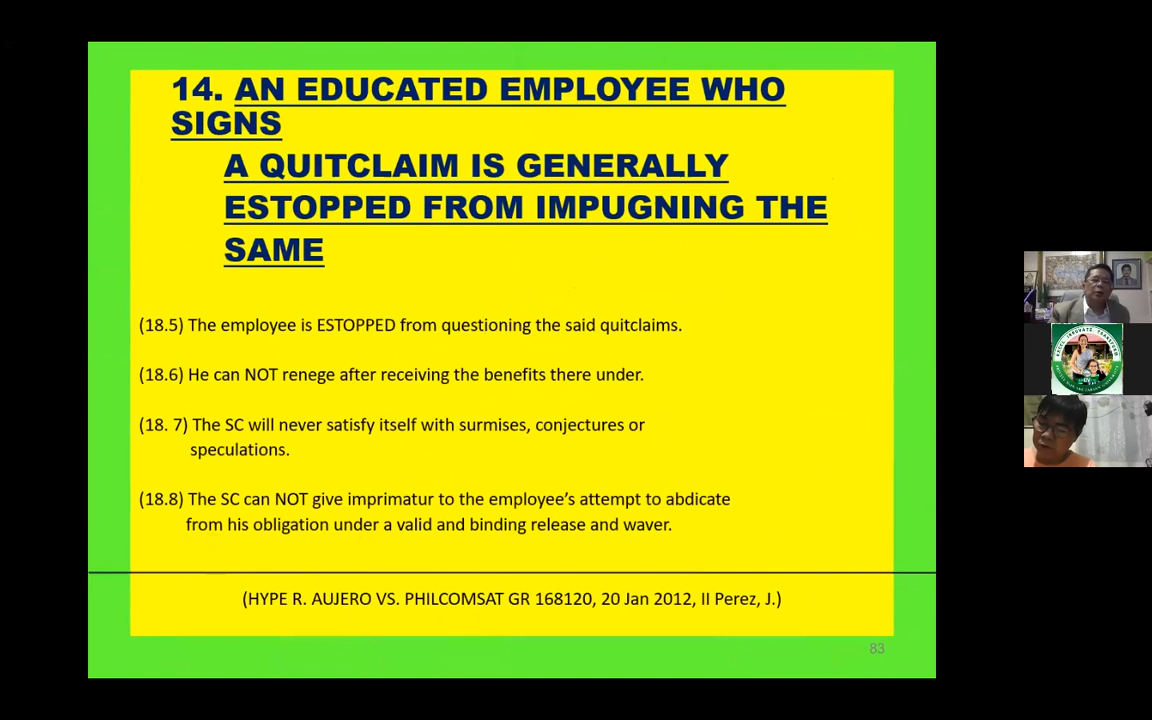 14. AN EDUCATED EMPLOYEE WHO
SIGNS
A QUITCLAIM IS GENERALLY
ESTOPPED FROM IMPUGNING THE
SAME
(18.5) The employee is ESTOPPED from questioning the said quitclaims.
(18.6) He can NOT renege after receiving the benefits there under.
(18. 7) The SC will never satisfy itself with surmises, conjectures or
speculations.
(18.8) The SC can NOT give imprimatur to the employee’s attempt to abdicate
from his obligation under a valid and binding release and waver.
(HYPE R. AUJERO VS. PHILCOMSAT GR 168120, 20 Jan 2012, II Perez, J.)
83